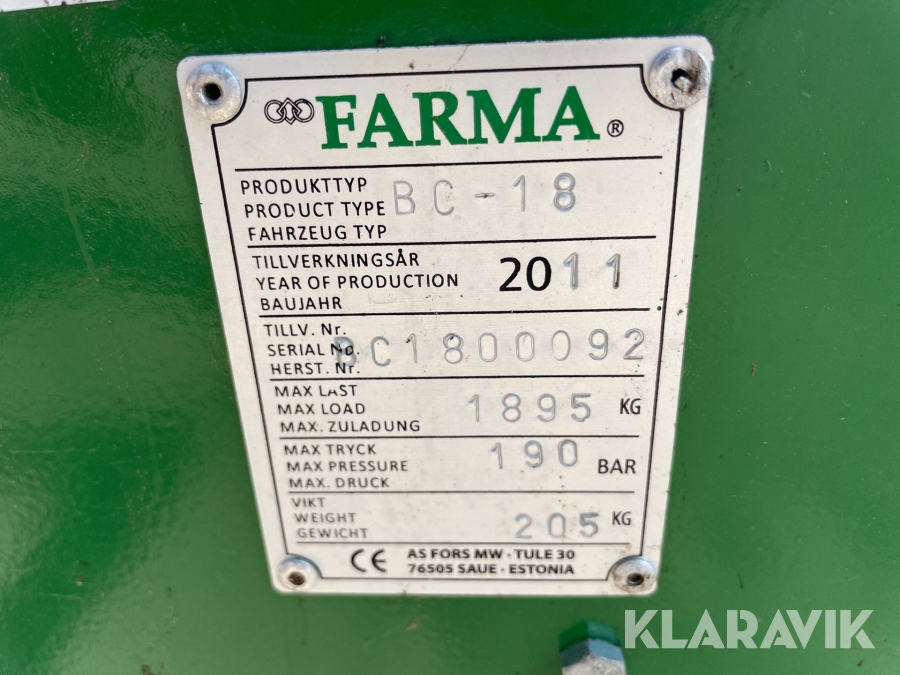 FARMA®
PRODUKTTYP
PRODUCT TYPE BC-18
FAHRZEUG TYP
TILLVERKNINGSÅR
YEAR OF PRODUCTION 2011
BAUJAHR
TILLV. Nr.
SERIAL No. BC1800092
HERST. Nr.
MAX LAST
MAX LOAD 1895 KG
MAX. ZULADUNG
MAX TRYCK
MAX PRESSURE 190 BAR
MAX. DRUCK
VIKT
WEIGHT 205 KG
GEWICHT
CE AS FORS MW - TULE 30
76505 SAUE - ESTONIA
KLARAVIK